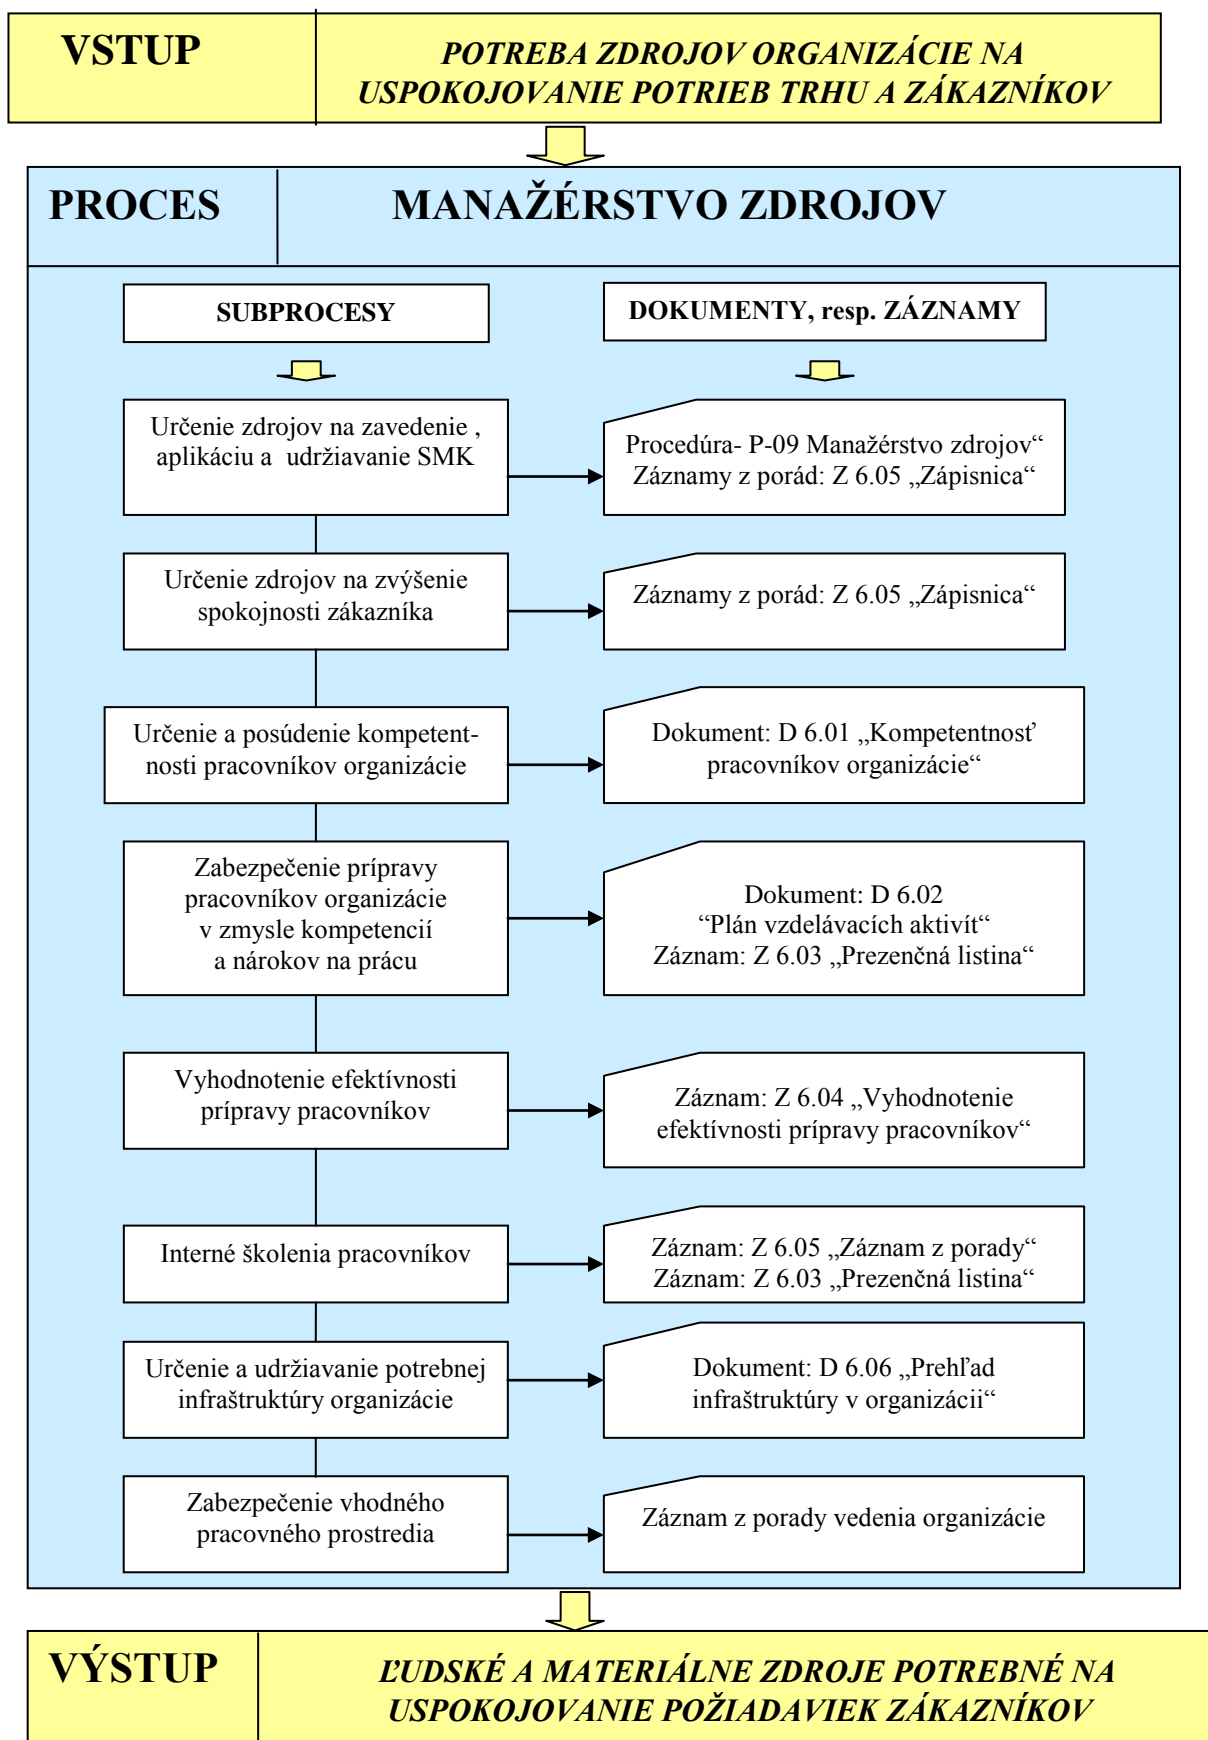 VSTUP
POTREBA ZDROJOV ORGANIZÁCIE NA
USPOKOJOVANIE POTRIEB TRHU A ZÁKAZNÍKOV
PROCES
MANAŽÉRSTVO ZDROJOV
SUBPROCESY
DOKUMENTY, resp. ZÁZNAMY
Určenie zdrojov na zavedenie ,
aplikáciu a udržiavanie SMK
Procedúra- P-09 Manažérstvo zdrojov“
Záznamy z porád: Z 6.05 „Zápisnica“
Určenie zdrojov na zvýšenie
spokojnosti zákazníka
Záznamy z porád: Z 6.05 „Zápisnica“
Určenie a posúdenie kompetent-
nosti pracovníkov organizácie
Dokument: D 6.01 „Kompetentnosť
pracovníkov organizácie“
Zabezpečenie prípravy
pracovníkov organizácie
v zmysle kompetencií
a nárokov na prácu
Dokument: D 6.02
“Plán vzdelávacích aktivít“
Záznam: Z 6.03 „Prezenčná listina“
Vyhodnotenie efektívnosti
prípravy pracovníkov
Záznam: Z 6.04 „Vyhodnotenie
efektívnosti prípravy pracovníkov“
Interné školenia pracovníkov
Záznam: Z 6.05 „Záznam z porady“
Záznam: Z 6.03 „Prezenčná listina“
Určenie a udržiavanie potrebnej
infraštruktúry organizácie
Dokument: D 6.06 „Prehľad
infraštruktúry v organizácii“
Zabezpečenie vhodného
pracovného prostredia
Záznam z porady vedenia organizácie
VÝSTUP
ĽUDSKÉ A MATERIÁLNE ZDROJE POTREBNÉ NA
USPOKOJOVANIE POŽIADAVIEK ZÁKAZNÍKOV